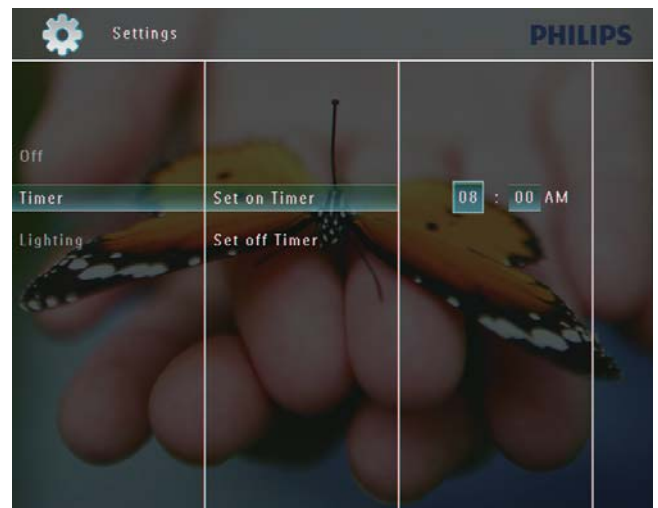 Settings
PHILIPS
Off
Timer
Set on Timer
08 : 00 AM
Lighting
Set off Timer